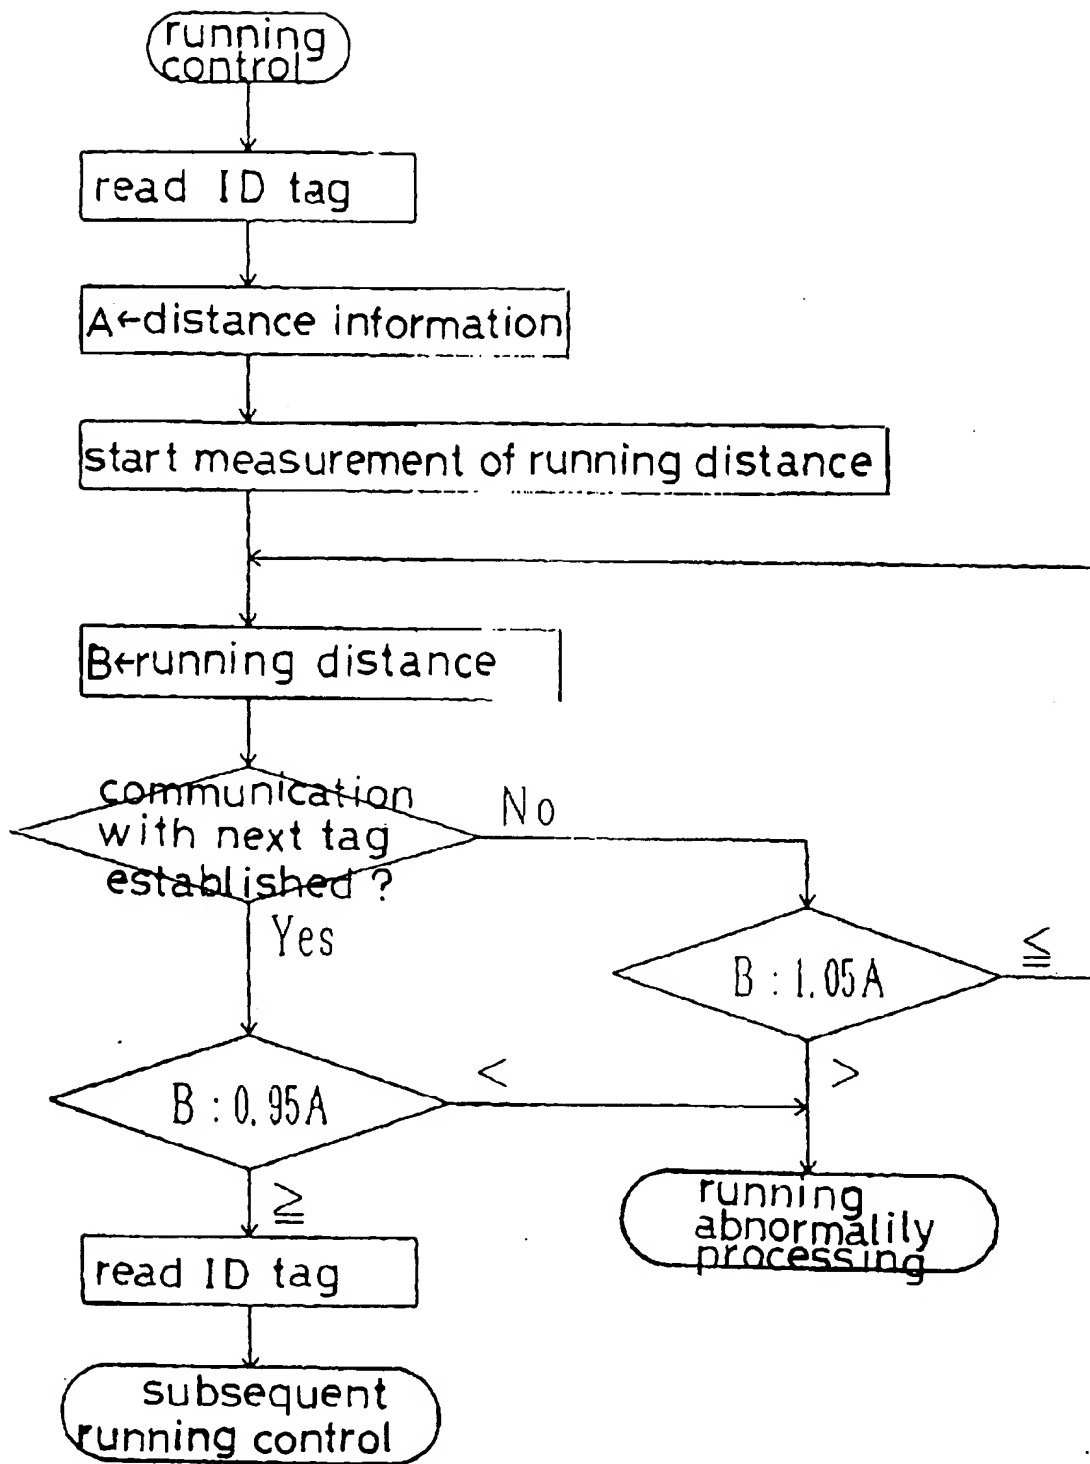 running
control
read ID tag
A←distance information
start measurement of running distance
B←running distance
communication
with next tag
established ?
No
Yes
B : 1.05A
≦
B : 0.95A
<
>
≧
read ID tag
running
abnormalily
processing
subsequent
running control